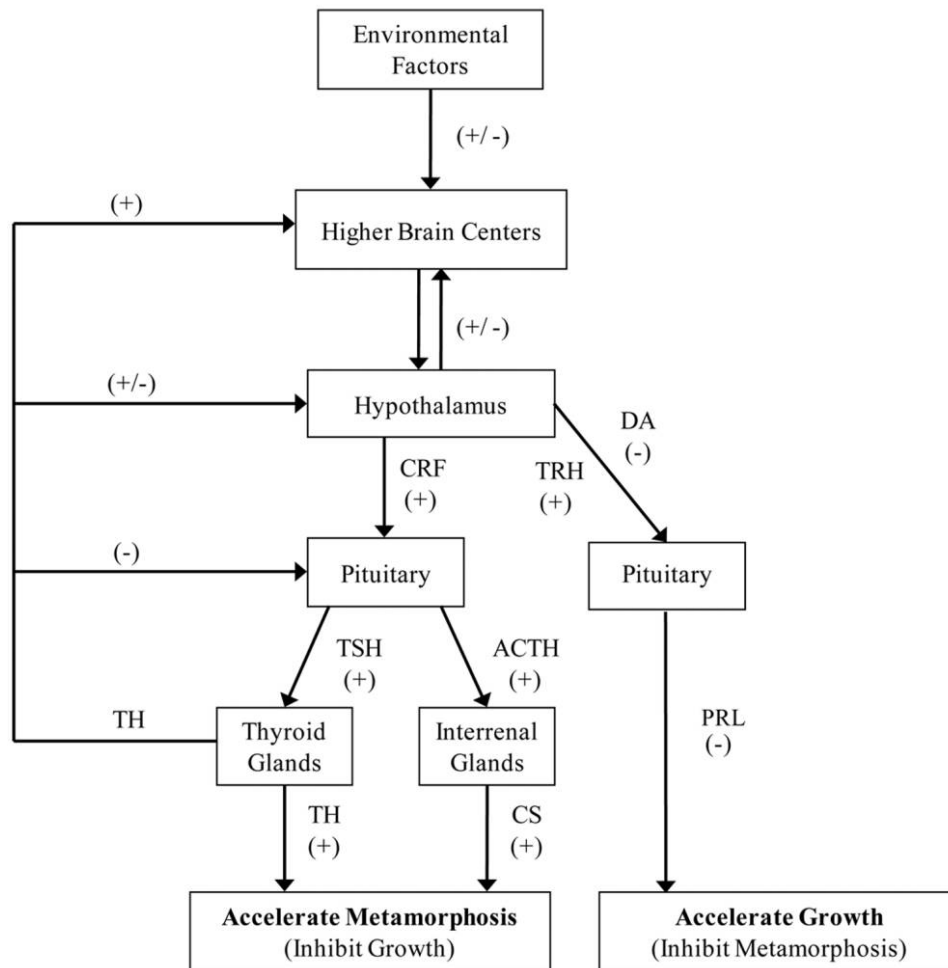 Environmental
Factors
(+/-)
(+)
Higher Brain Centers
(+/-)
(+/-)
Hypothalamus
DA
(-)
CRF
(+)
TRH
(+)
(-)
Pituitary
Pituitary
TSH
(+)
ACTH
(+)
TH
Thyroid
Glands
Interrenal
Glands
PRL
(-)
TH
(+)
CS
(+)
Accelerate Metamorphosis
(Inhibit Growth)
Accelerate Growth
(Inhibit Metamorphosis)